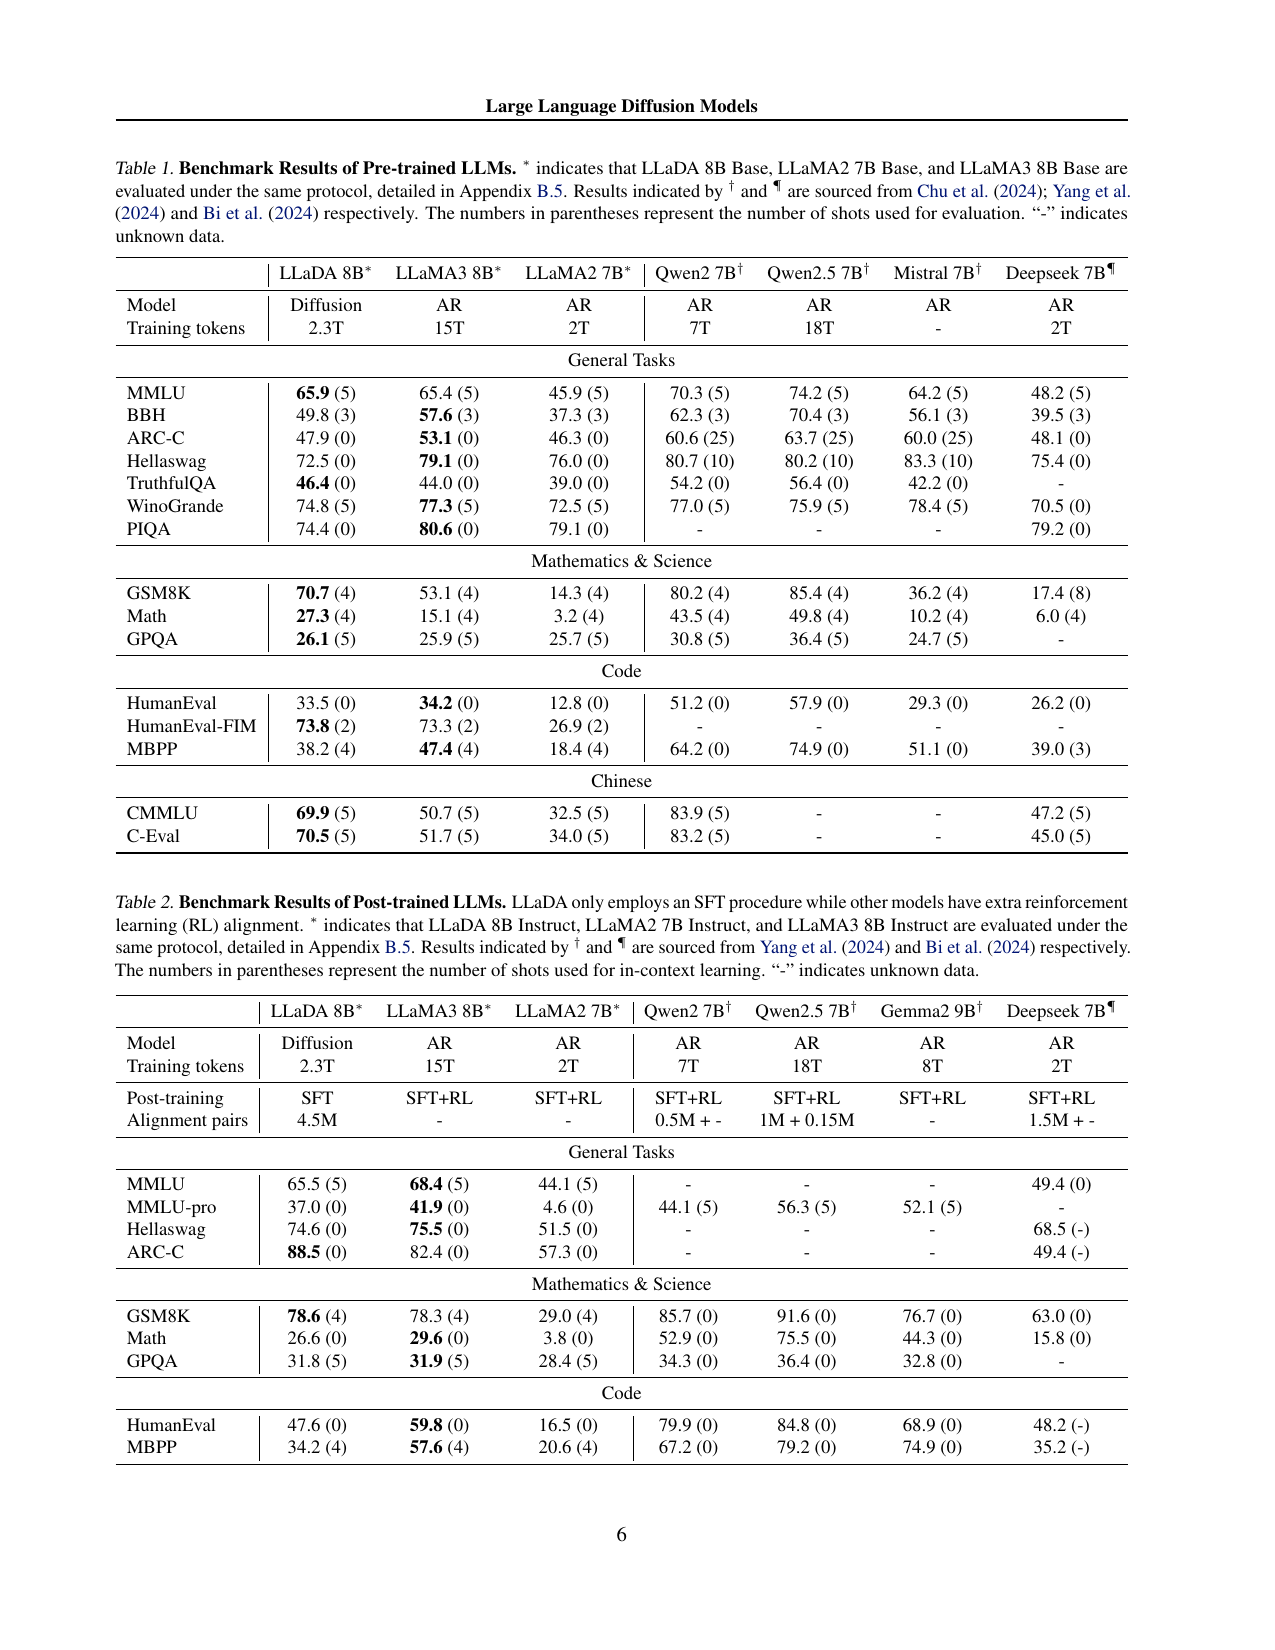 Large Language Diffusion Models
Table 1. Benchmark Results of Pre-trained LLMs. * indicates that LLaDA 8B Base, LLaMA2 7B Base, and LLaMA3 8B Base are
evaluated under the same protocol, detailed in Appendix B.5. Results indicated by † and ¶ are sourced from Chu et al. (2024); Yang et al.
(2024) and Bi et al. (2024) respectively. The numbers in parentheses represent the number of shots used for evaluation. “-” indicates
unknown data.
LLaDA 8B* LLaMA3 8B* LLaMA2 7B* Qwen2 7B† Qwen2.5 7B† Mistral 7B† Deepseek 7B¶
Model Diffusion AR AR AR AR AR AR
Training tokens 2.3T 15T 2T 7T 18T - 2T
General Tasks
MMLU 65.9 (5) 65.4 (5) 45.9 (5) 70.3 (5) 74.2 (5) 64.2 (5) 48.2 (5)
BBH 49.8 (3) 57.6 (3) 37.3 (3) 62.3 (3) 70.4 (3) 56.1 (3) 39.5 (3)
ARC-C 47.9 (0) 53.1 (0) 46.3 (0) 60.6 (25) 63.7 (25) 60.0 (25) 48.1 (0)
Hellaswag 72.5 (0) 79.1 (0) 76.0 (0) 80.7 (10) 80.2 (10) 83.3 (10) 75.4 (0)
TruthfulQA 46.4 (0) 44.0 (0) 39.0 (0) 54.2 (0) 56.4 (0) 42.2 (0) -
WinoGrande 74.8 (5) 77.3 (5) 72.5 (5) 77.0 (5) 75.9 (5) 78.4 (5) 70.5 (0)
PIQA 74.4 (0) 80.6 (0) 79.1 (0) - - - 79.2 (0)
Mathematics & Science
GSM8K 70.7 (4) 53.1 (4) 14.3 (4) 80.2 (4) 85.4 (4) 36.2 (4) 17.4 (8)
Math 27.3 (4) 15.1 (4) 3.2 (4) 43.5 (4) 49.8 (4) 10.2 (4) 6.0 (4)
GPQA 26.1 (5) 25.9 (5) 25.7 (5) 30.8 (5) 36.4 (5) 24.7 (5) -
Code
HumanEval 33.5 (0) 34.2 (0) 12.8 (0) 51.2 (0) 57.9 (0) 29.3 (0) 26.2 (0)
HumanEval-FIM 73.8 (2) 73.3 (2) 26.9 (2) - - - -
MBPP 38.2 (4) 47.4 (4) 18.4 (4) 64.2 (0) 74.9 (0) 51.1 (0) 39.0 (3)
Chinese
CMMLU 69.9 (5) 50.7 (5) 32.5 (5) 83.9 (5) - - 47.2 (5)
C-Eval 70.5 (5) 51.7 (5) 34.0 (5) 83.2 (5) - - 45.0 (5)
Table 2. Benchmark Results of Post-trained LLMs. LLaDA only employs an SFT procedure while other models have extra reinforcement
learning (RL) alignment. * indicates that LLaDA 8B Instruct, LLaMA2 7B Instruct, and LLaMA3 8B Instruct are evaluated under the
same protocol, detailed in Appendix B.5. Results indicated by † and ¶ are sourced from Yang et al. (2024) and Bi et al. (2024) respectively.
The numbers in parentheses represent the number of shots used for in-context learning. “-” indicates unknown data.
LLaDA 8B* LLaMA3 8B* LLaMA2 7B* Qwen2 7B† Qwen2.5 7B† Gemma2 9B† Deepseek 7B¶
Model Diffusion AR AR AR AR AR AR
Training tokens 2.3T 15T 2T 7T 18T 8T 2T
Post-training SFT SFT+RL SFT+RL SFT+RL SFT+RL SFT+RL SFT+RL
Alignment pairs 4.5M - - 0.5M + - 1M + 0.15M - 1.5M + -
General Tasks
MMLU 65.5 (5) 68.4 (5) 44.1 (5) - - - 49.4 (0)
MMLU-pro 37.0 (0) 41.9 (0) 4.6 (0) 44.1 (5) 56.3 (5) 52.1 (5) -
Hellaswag 74.6 (0) 75.5 (0) 51.5 (0) - - - 68.5 (-)
ARC-C 88.5 (0) 82.4 (0) 57.3 (0) - - - 49.4 (-)
Mathematics & Science
GSM8K 78.6 (4) 78.3 (4) 29.0 (4) 85.7 (0) 91.6 (0) 76.7 (0) 63.0 (0)
Math 26.6 (0) 29.6 (0) 3.8 (0) 52.9 (0) 75.5 (0) 44.3 (0) 15.8 (0)
GPQA 31.8 (5) 31.9 (5) 28.4 (5) 34.3 (0) 36.4 (0) 32.8 (0) -
Code
HumanEval 47.6 (0) 59.8 (0) 16.5 (0) 79.9 (0) 84.8 (0) 68.9 (0) 48.2 (-)
MBPP 34.2 (4) 57.6 (4) 20.6 (4) 67.2 (0) 79.2 (0) 74.9 (0) 35.2 (-)
6